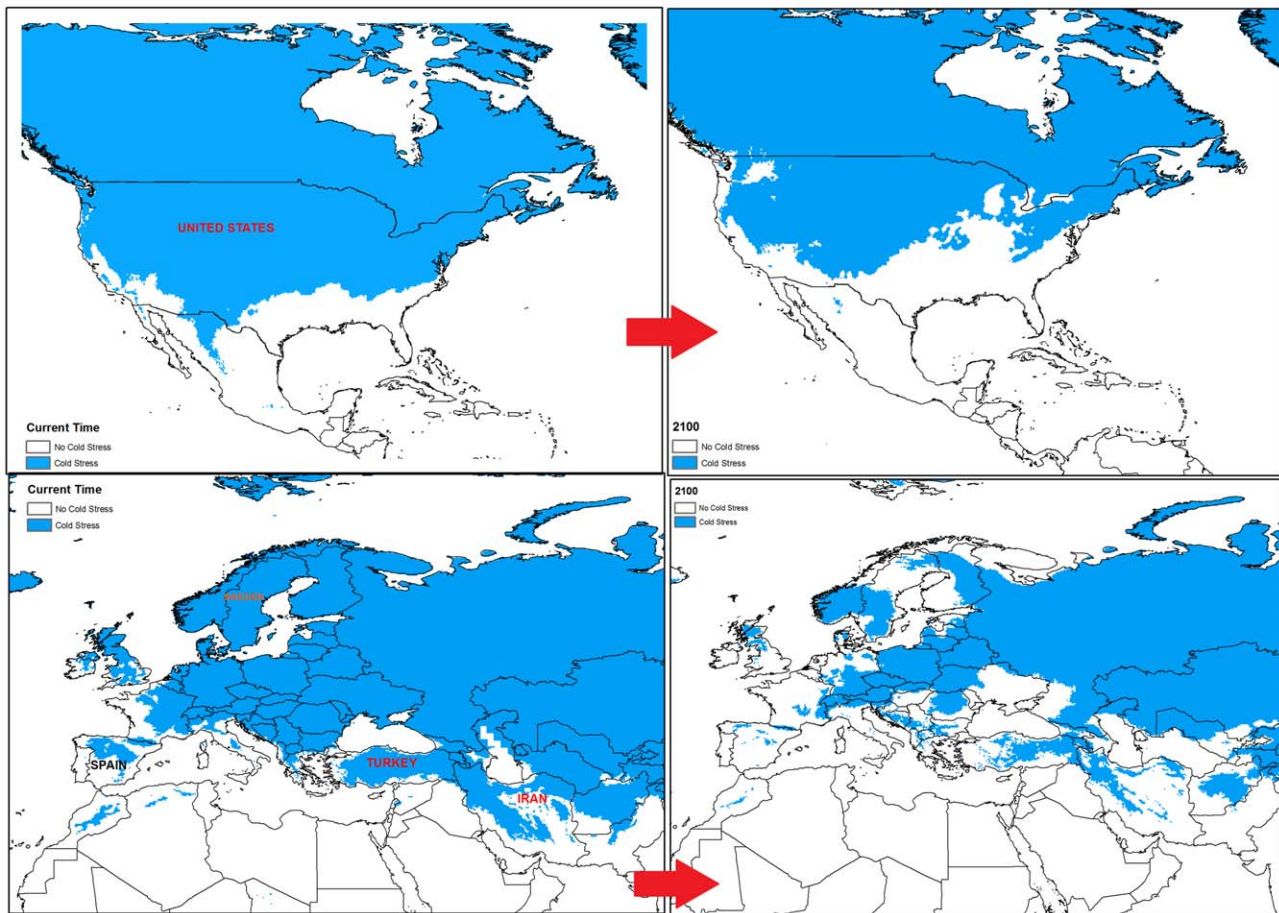 UNITED STATES
Current Time
No Cold Stress
Cold Stress
2100
No Cold Stress
Cold Stress
Current Time
No Cold Stress
Cold Stress
SWEDEN
SPAIN
TURKEY
IRAN
2100
No Cold Stress
Cold Stress